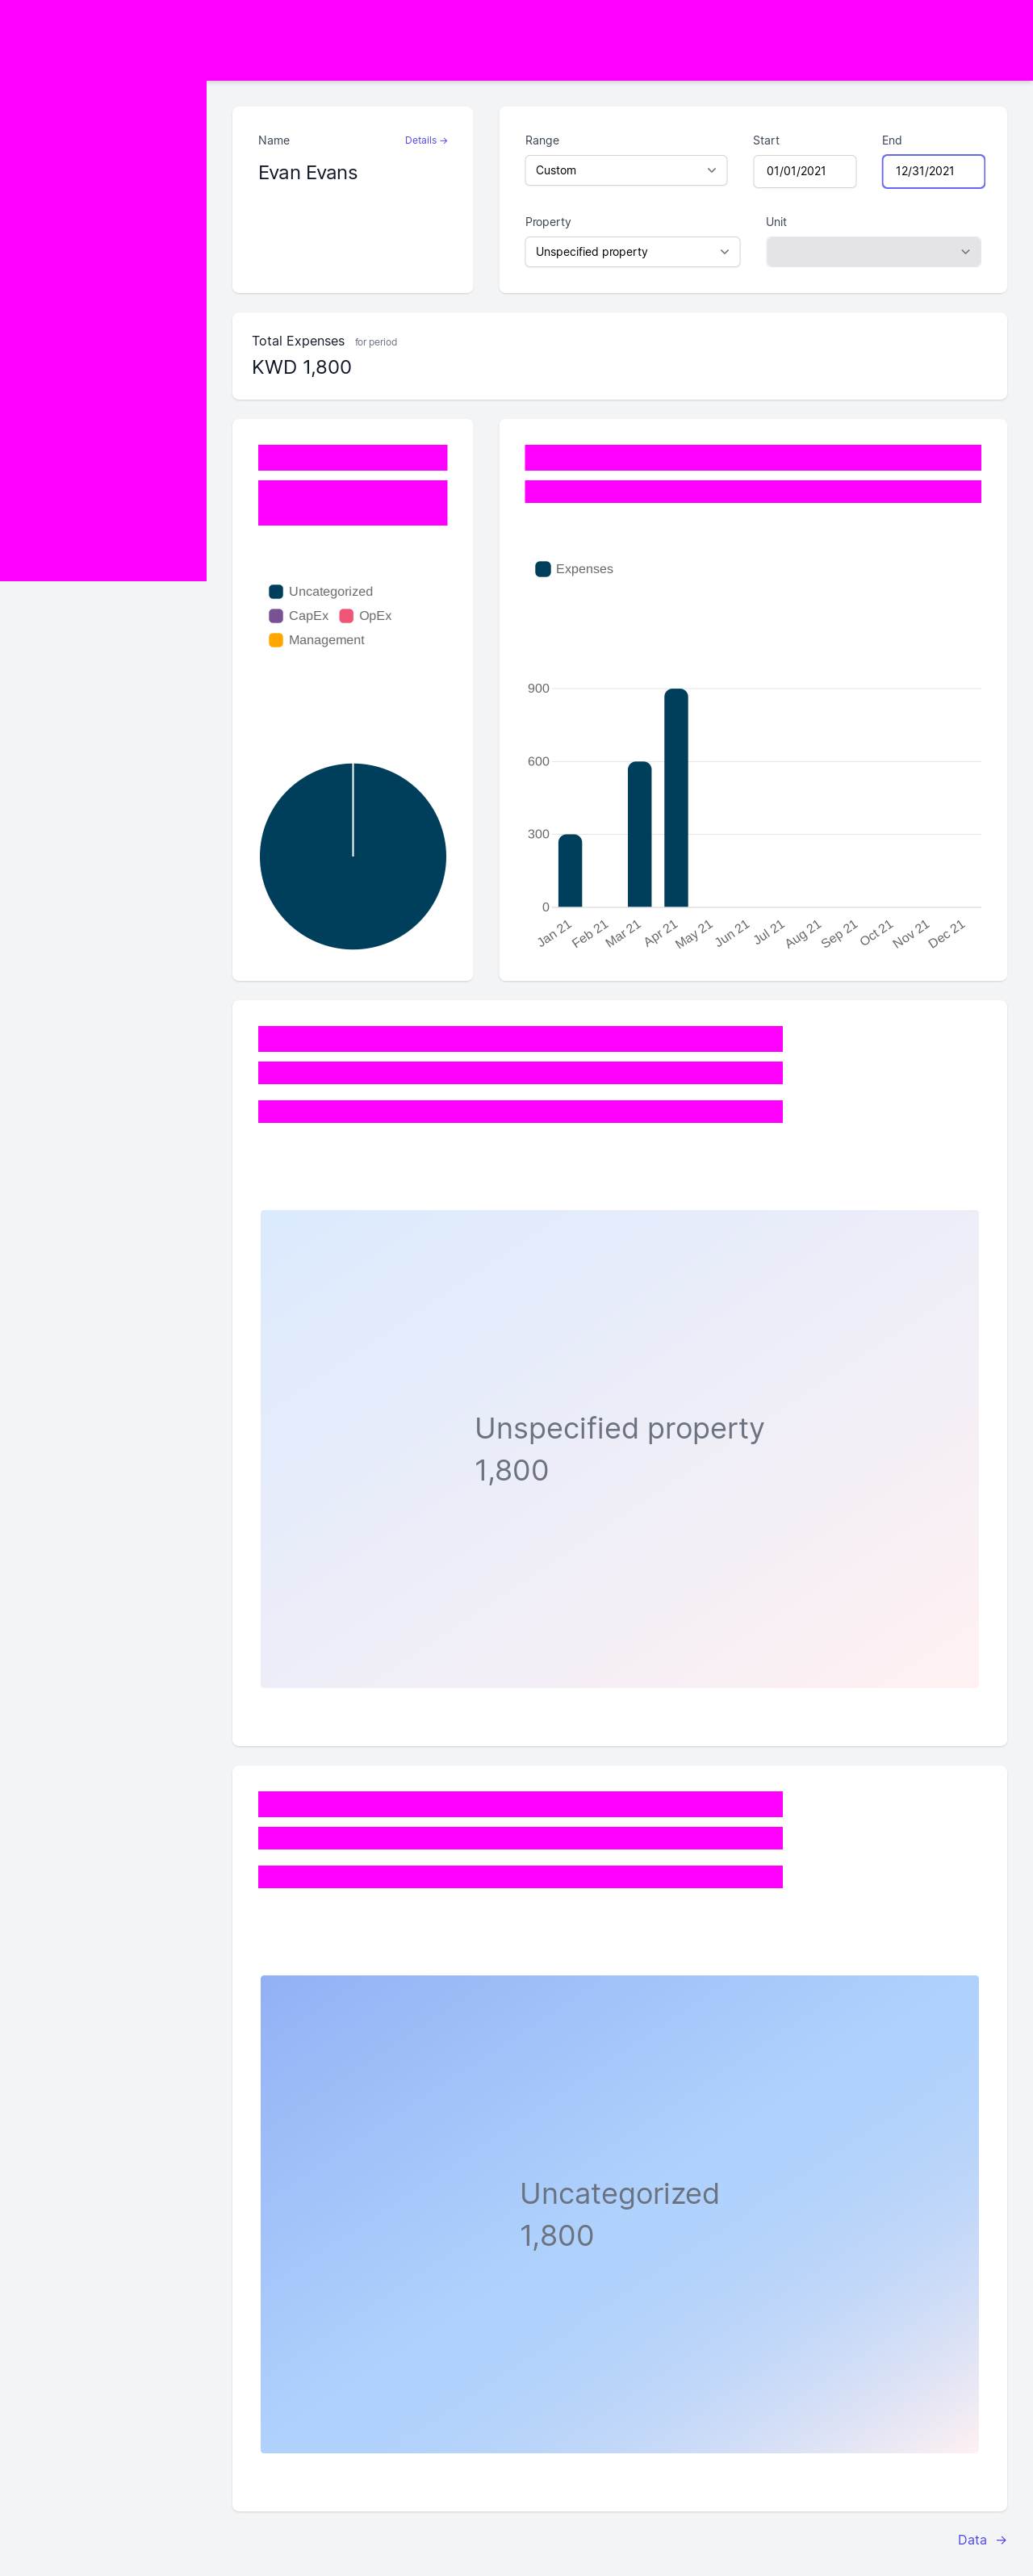 Name
Details →
Evan Evans
Range
Start
End
Custom
01/01/2021
12/31/2021
Property
Unit
Unspecified property
Total Expenses for period
KWD 1,800
Uncategorized
CapEx
OpEx
Management
Expenses
900
600
300
0
Jan 21
Feb 21
Mar 21
Apr 21
May 21
Jun 21
Jul 21
Aug 21
Sep 21
Oct 21
Nov 21
Dec 21
Unspecified property
1,800
Uncategorized
1,800
Data →